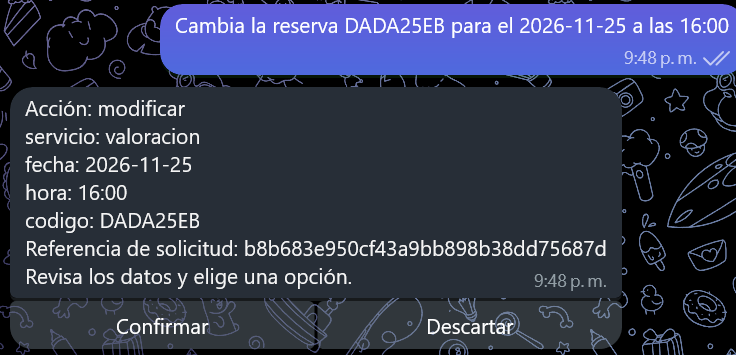 Cambia la reserva DADA25EB para el 2026-11-25 a las 16:00
9:48 p. m.
Acción: modificar
servicio: valoracion
fecha: 2026-11-25
hora: 16:00
codigo: DADA25EB
Referencia de solicitud: b8b683e950cf43a9bb898b38dd75687d
Revisa los datos y elige una opción.
9:48 p. m.
Confirmar
Descartar